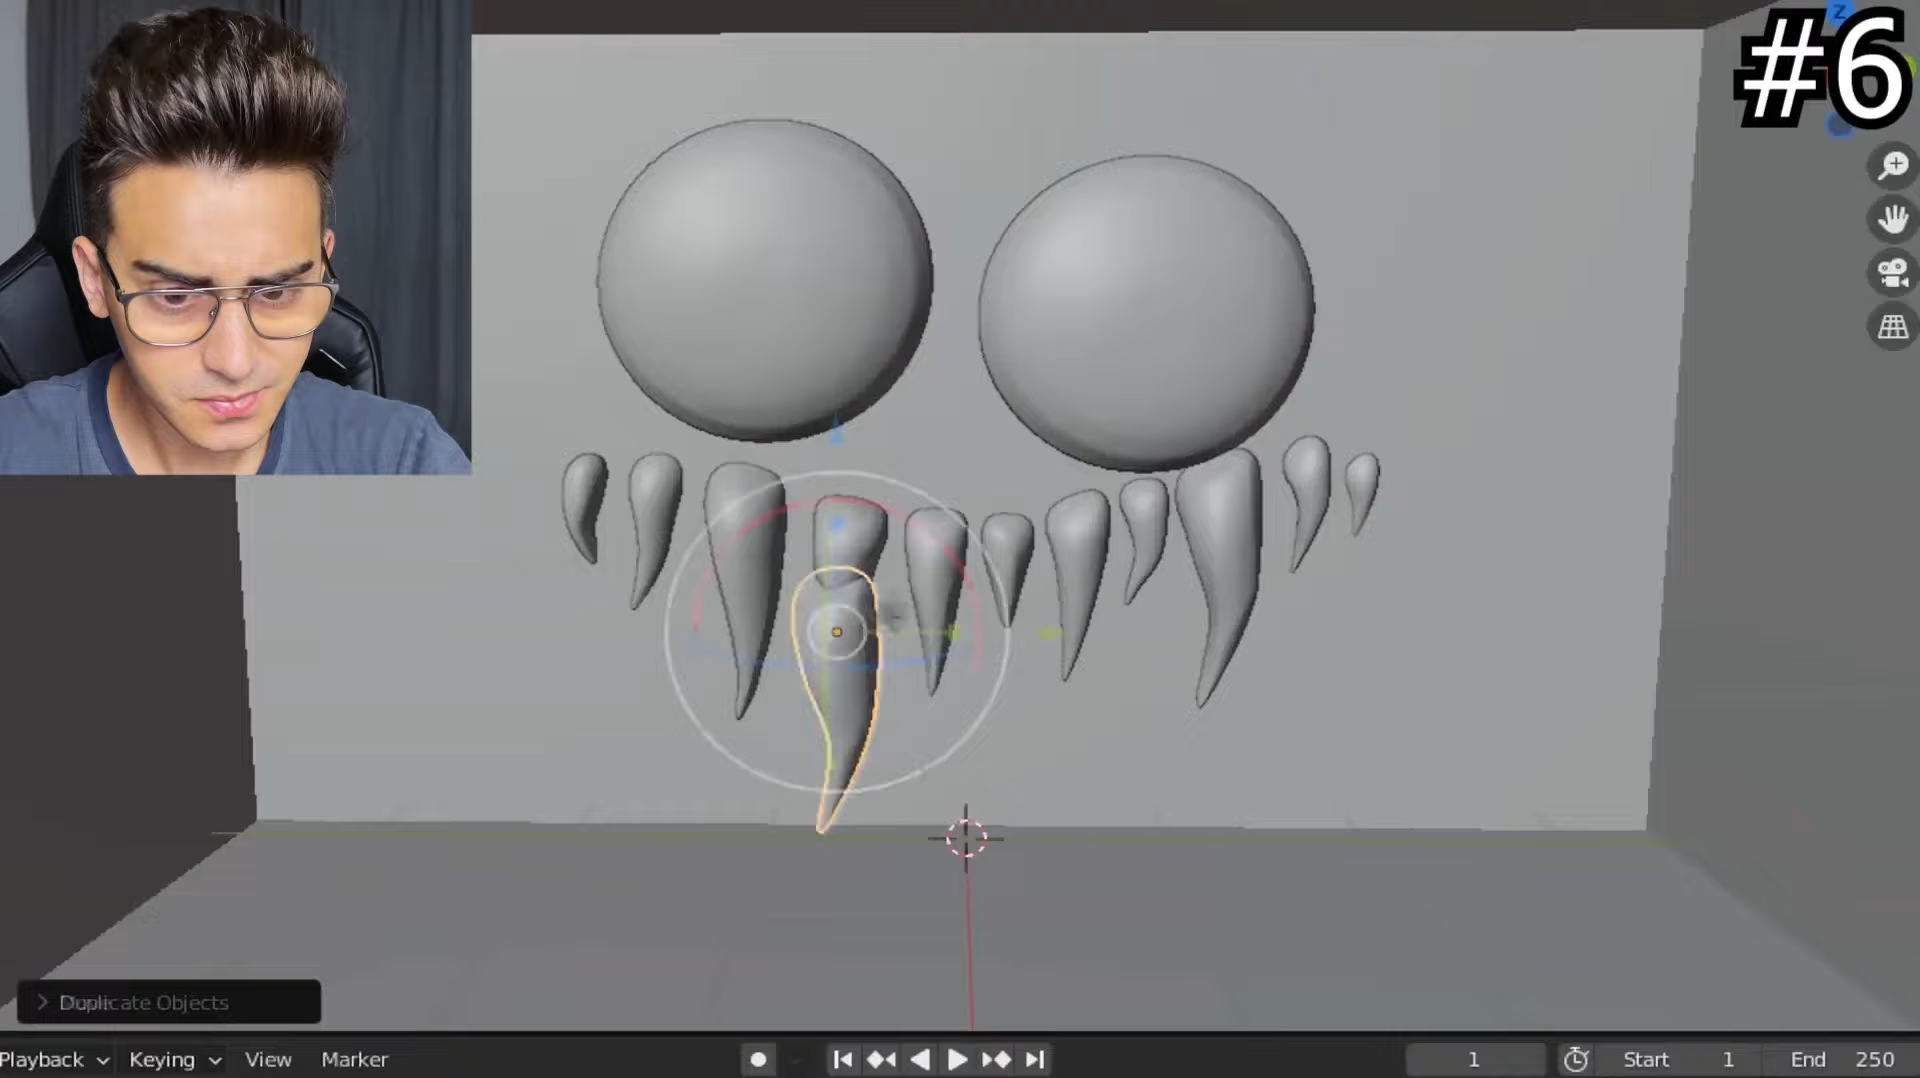 #6
Z
Duplicate Objects
Playback Keying View Marker 1 Start 1 End 250